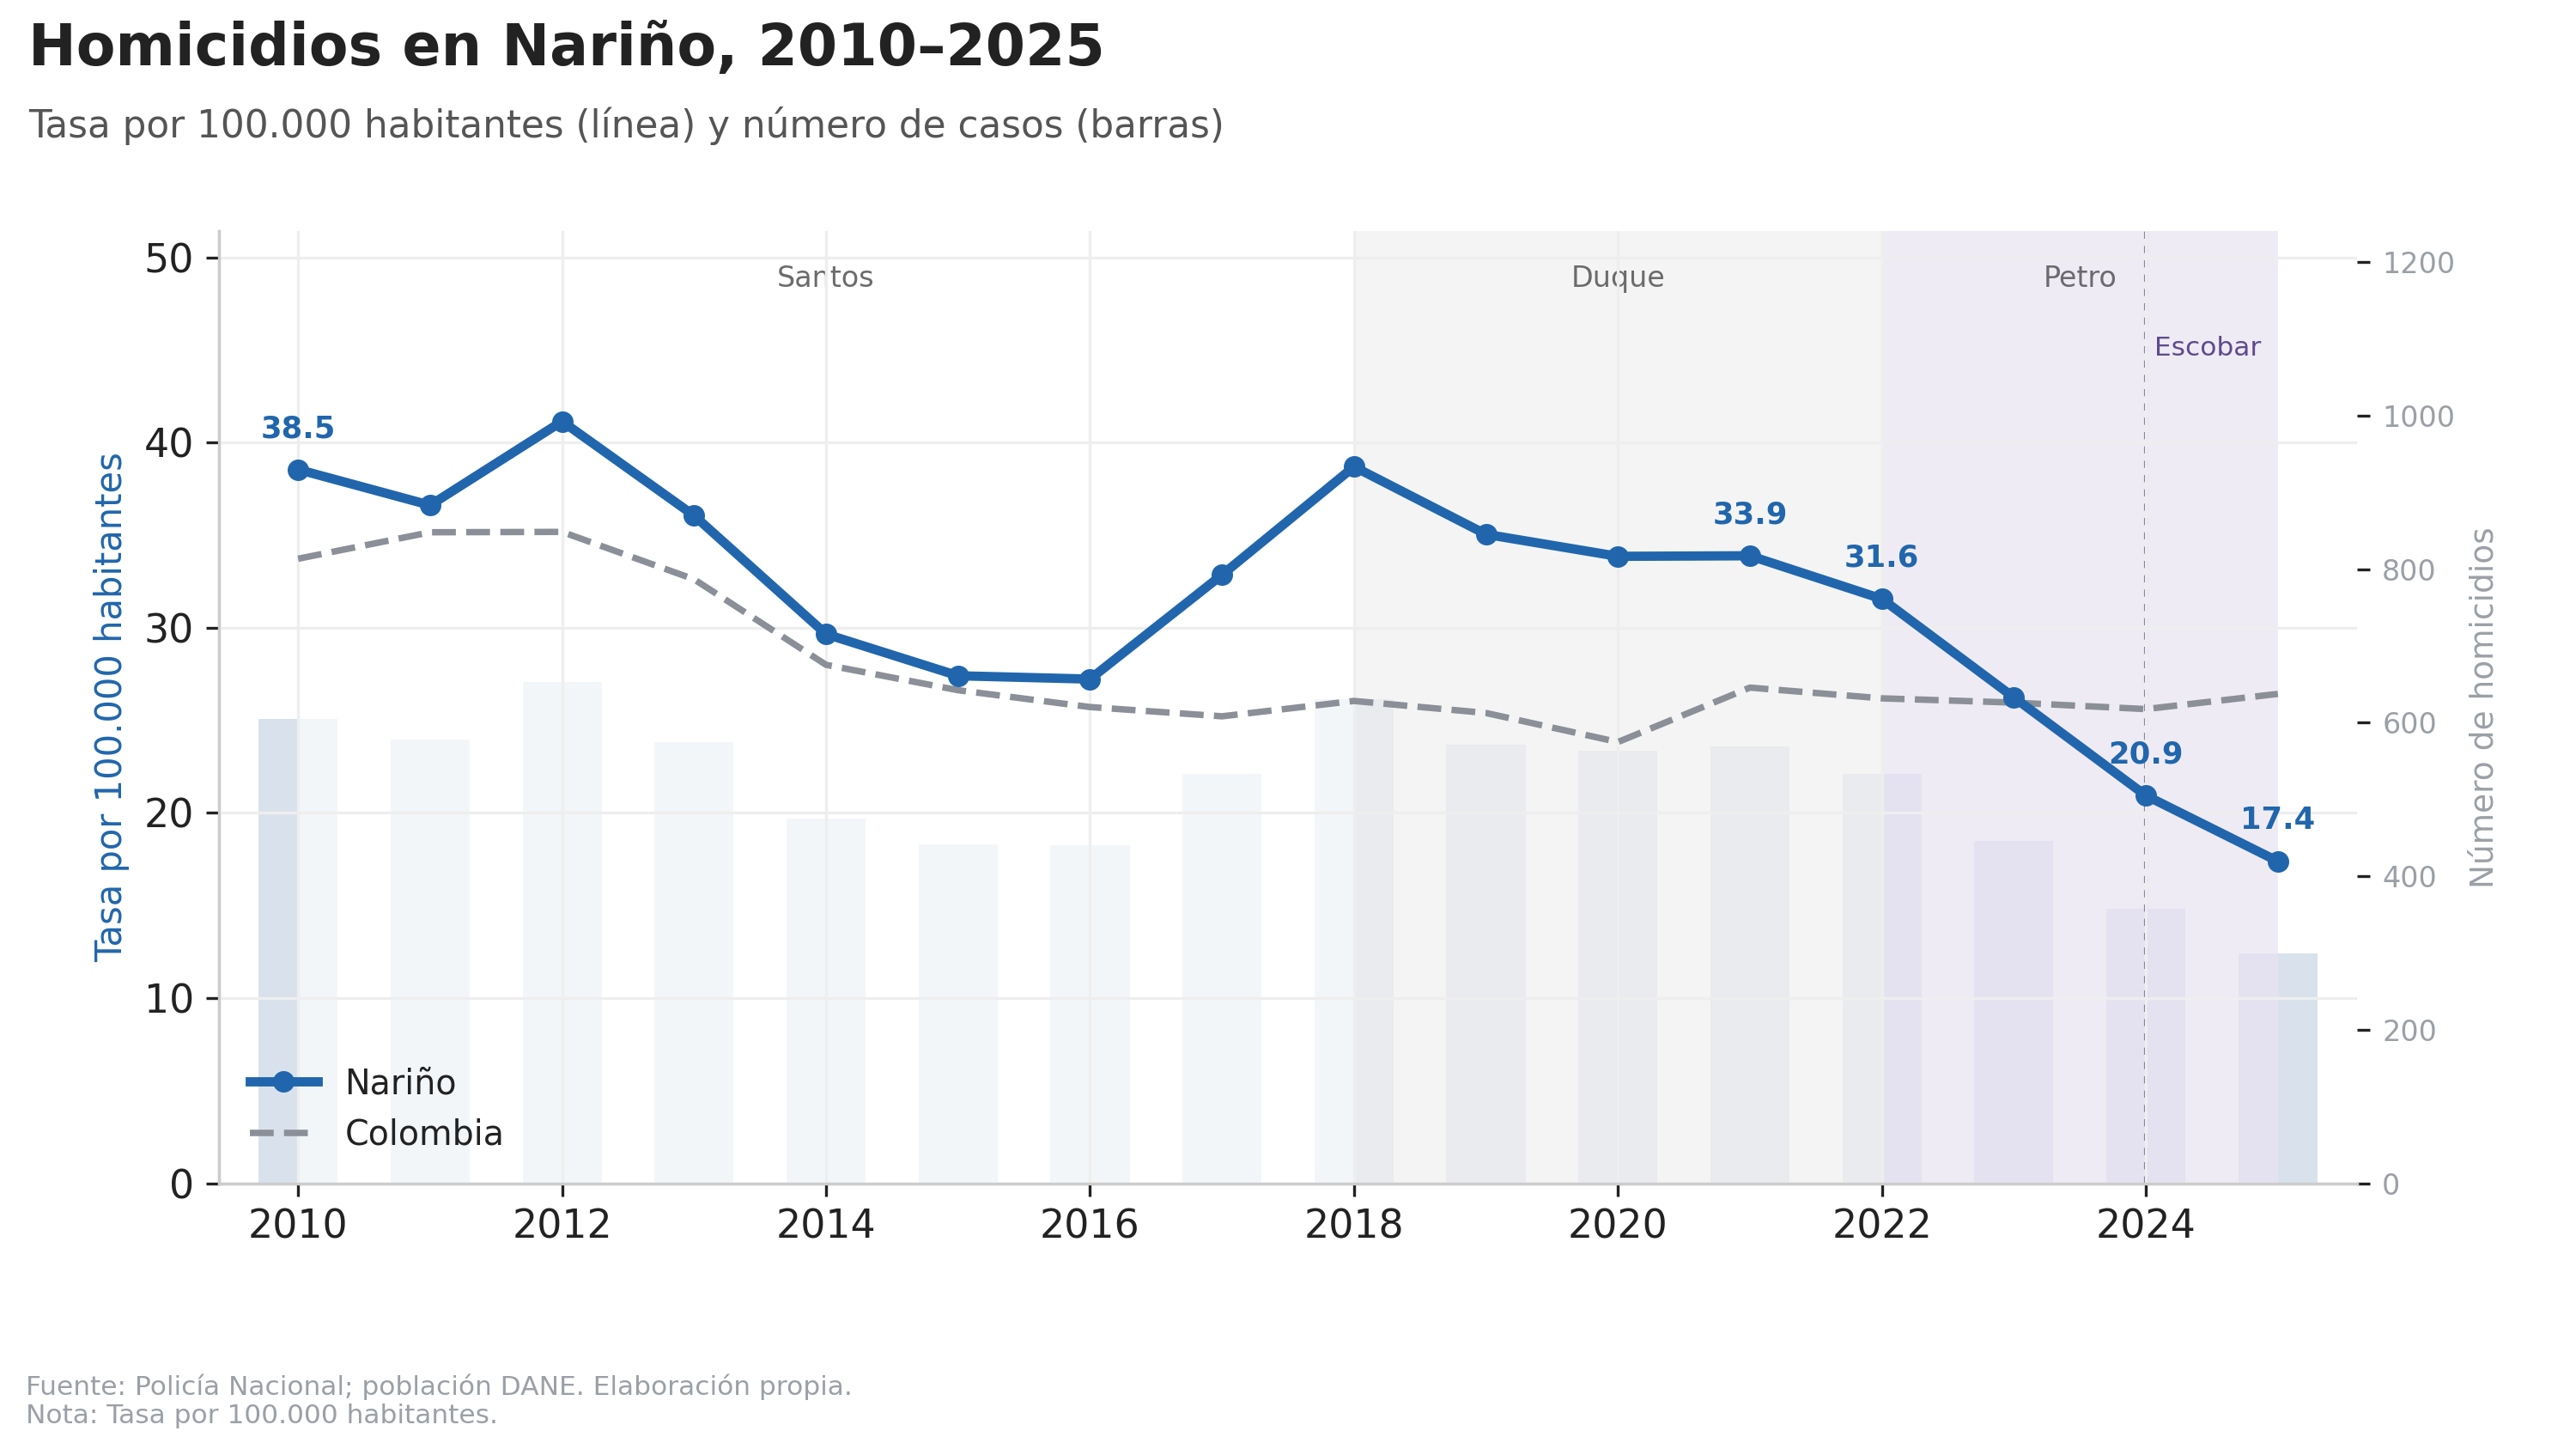 Homicidios en Nariño, 2010–2025
Tasa por 100.000 habitantes (línea) y número de casos (barras)
Santos
Duque
Petro
Escobar
50
40
30
20
10
0
Tasa por 100.000 habitantes
38.5
33.9
31.6
20.9
17.4
1200
1000
800
600
400
200
0
Número de homicidios
Nariño
Colombia
2010
2012
2014
2016
2018
2020
2022
2024
Fuente: Policía Nacional; población DANE. Elaboración propia.
Nota: Tasa por 100.000 habitantes.